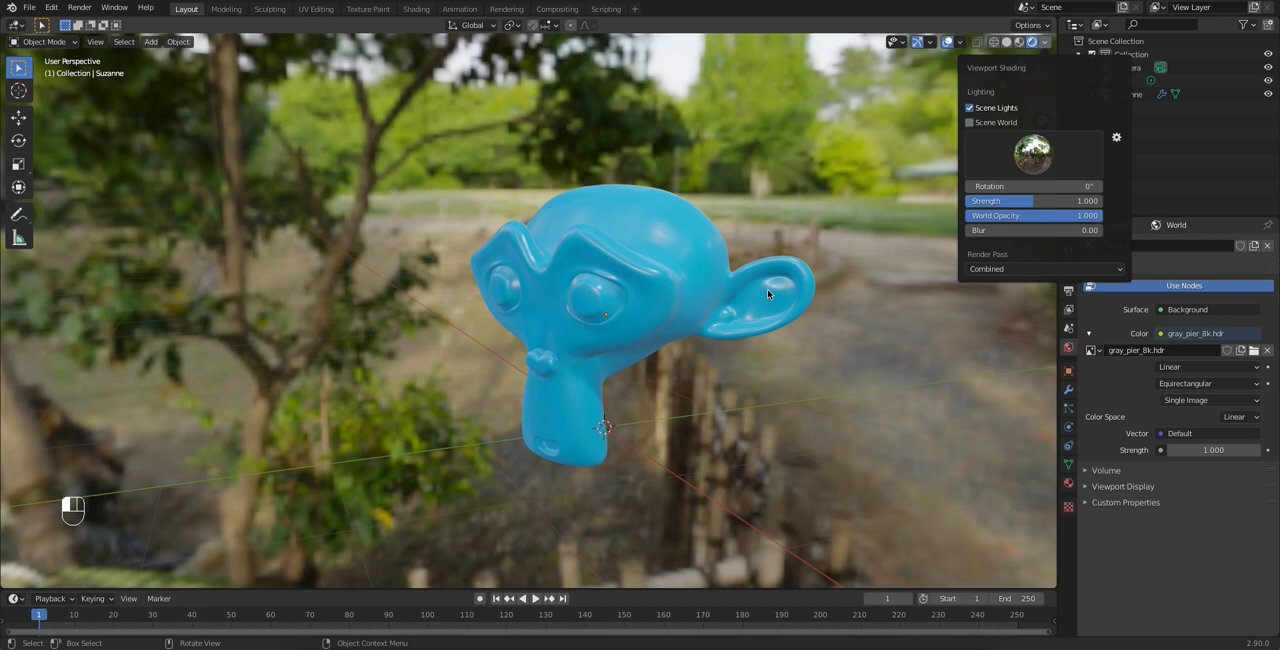 File Edit Render Window Help Layout Modeling Sculpting UV Editing Texture Paint Shading Animation Rendering Compositing Scripting + Scene View Layer
Global Options
Object Mode View Select Add Object Scene Collection
User Perspective
(1) Collection | Suzanne
Collection
Viewport Shading
Lighting
Scene Lights
Scene World
Rotation 0°
Strength 1.000
World Opacity 1.000
World
Blur 0.00
Render Pass
Combined
Use Nodes
Surface Background
Color gray_pier_8k.hdr
gray_pier_8k.hdr
Linear
Equirectangular
Single Image
Color Space Linear
Vector Default
Strength 1.000
Volume
Viewport Display
Custom Properties
Playback Keying View Marker 1 Start 1 End 250
1 10 20 30 40 50 60 70 80 90 100 110 120 130 140 150 160 170 180 190 200 210 220 230 240 250
Select Box Select Rotate View Object Context Menu 2.90.0